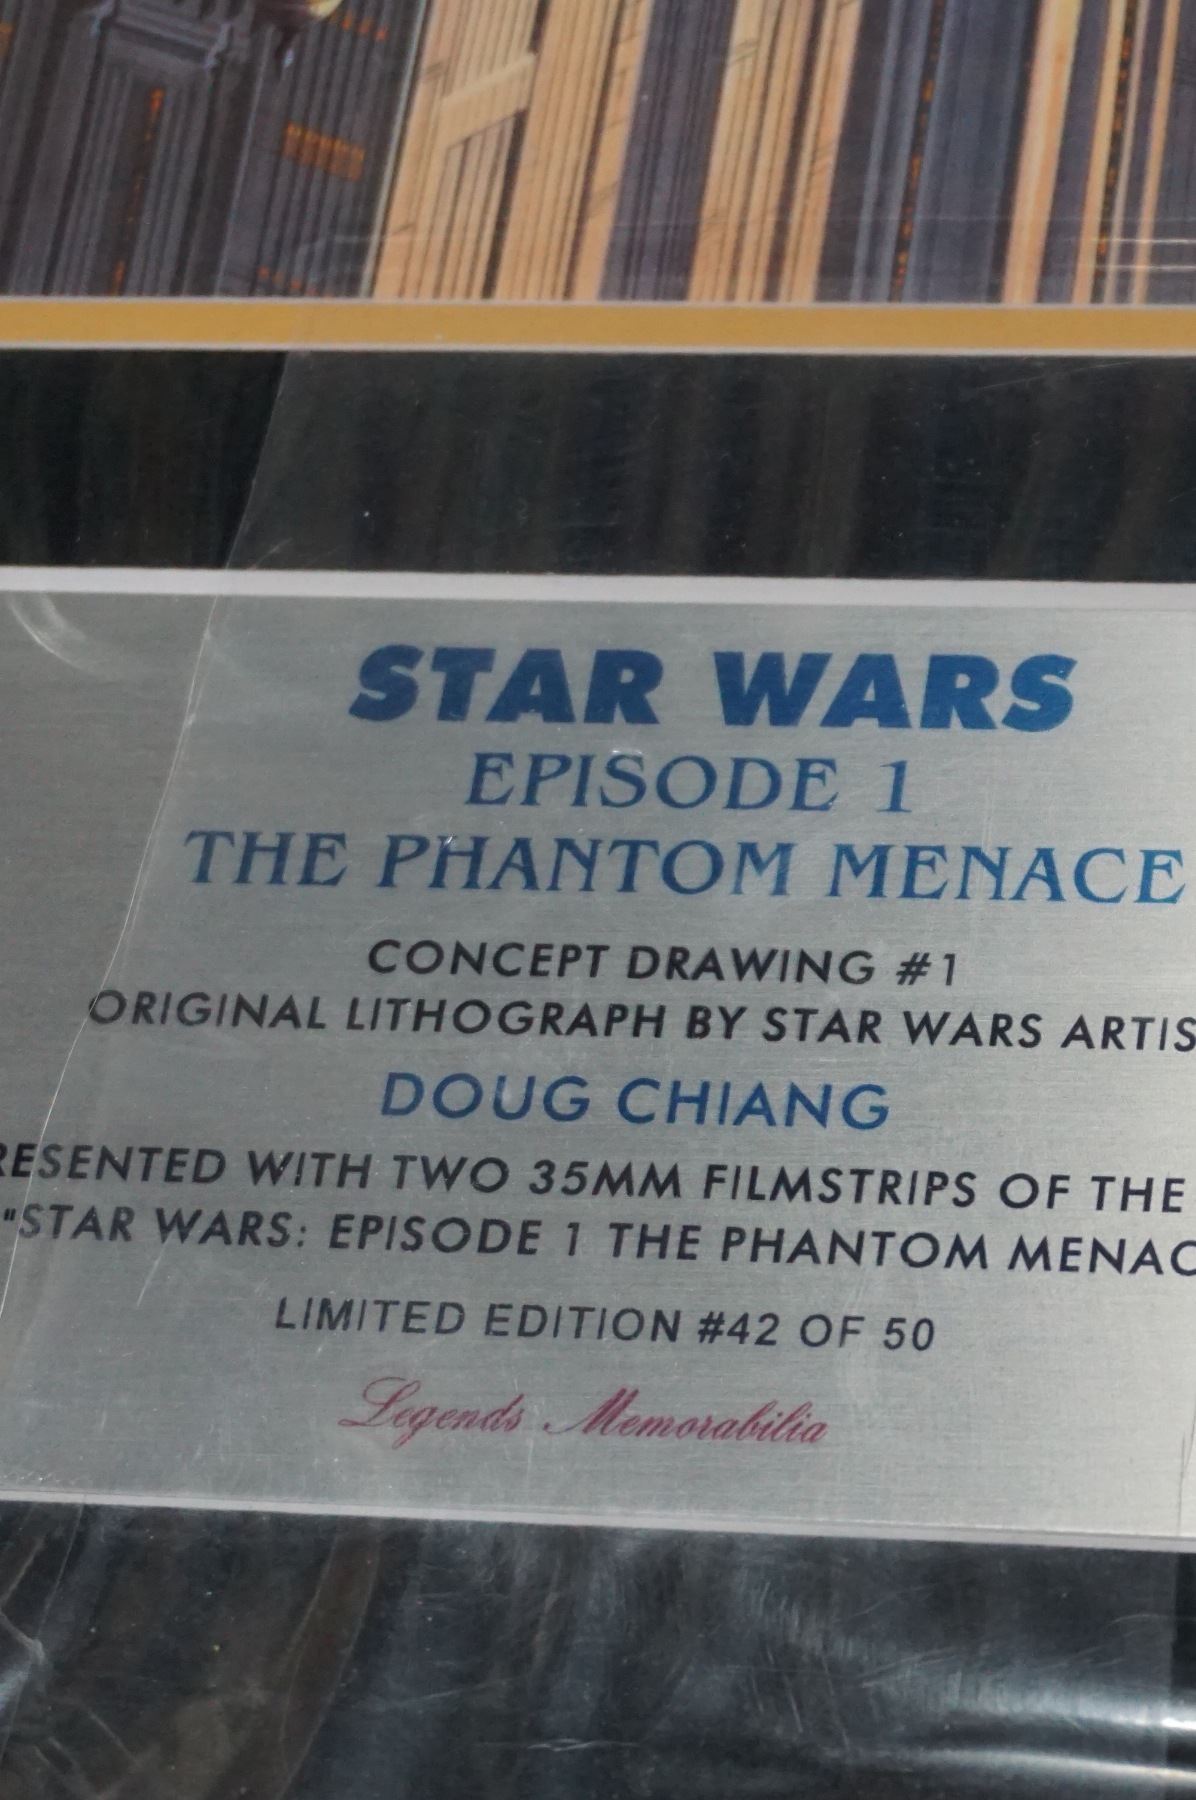 STAR WARS
EPISODE 1
THE PHANTOM MENACE
CONCEPT DRAWING #1
ORIGINAL LITHOGRAPH BY STAR WARS ARTIS
DOUG CHIANG
RESENTED WITH TWO 35MM FILMSTRIPS OF THE
"STAR WARS: EPISODE 1 THE PHANTOM MENAC
LIMITED EDITION #42 OF 50
Legends Memorabilia